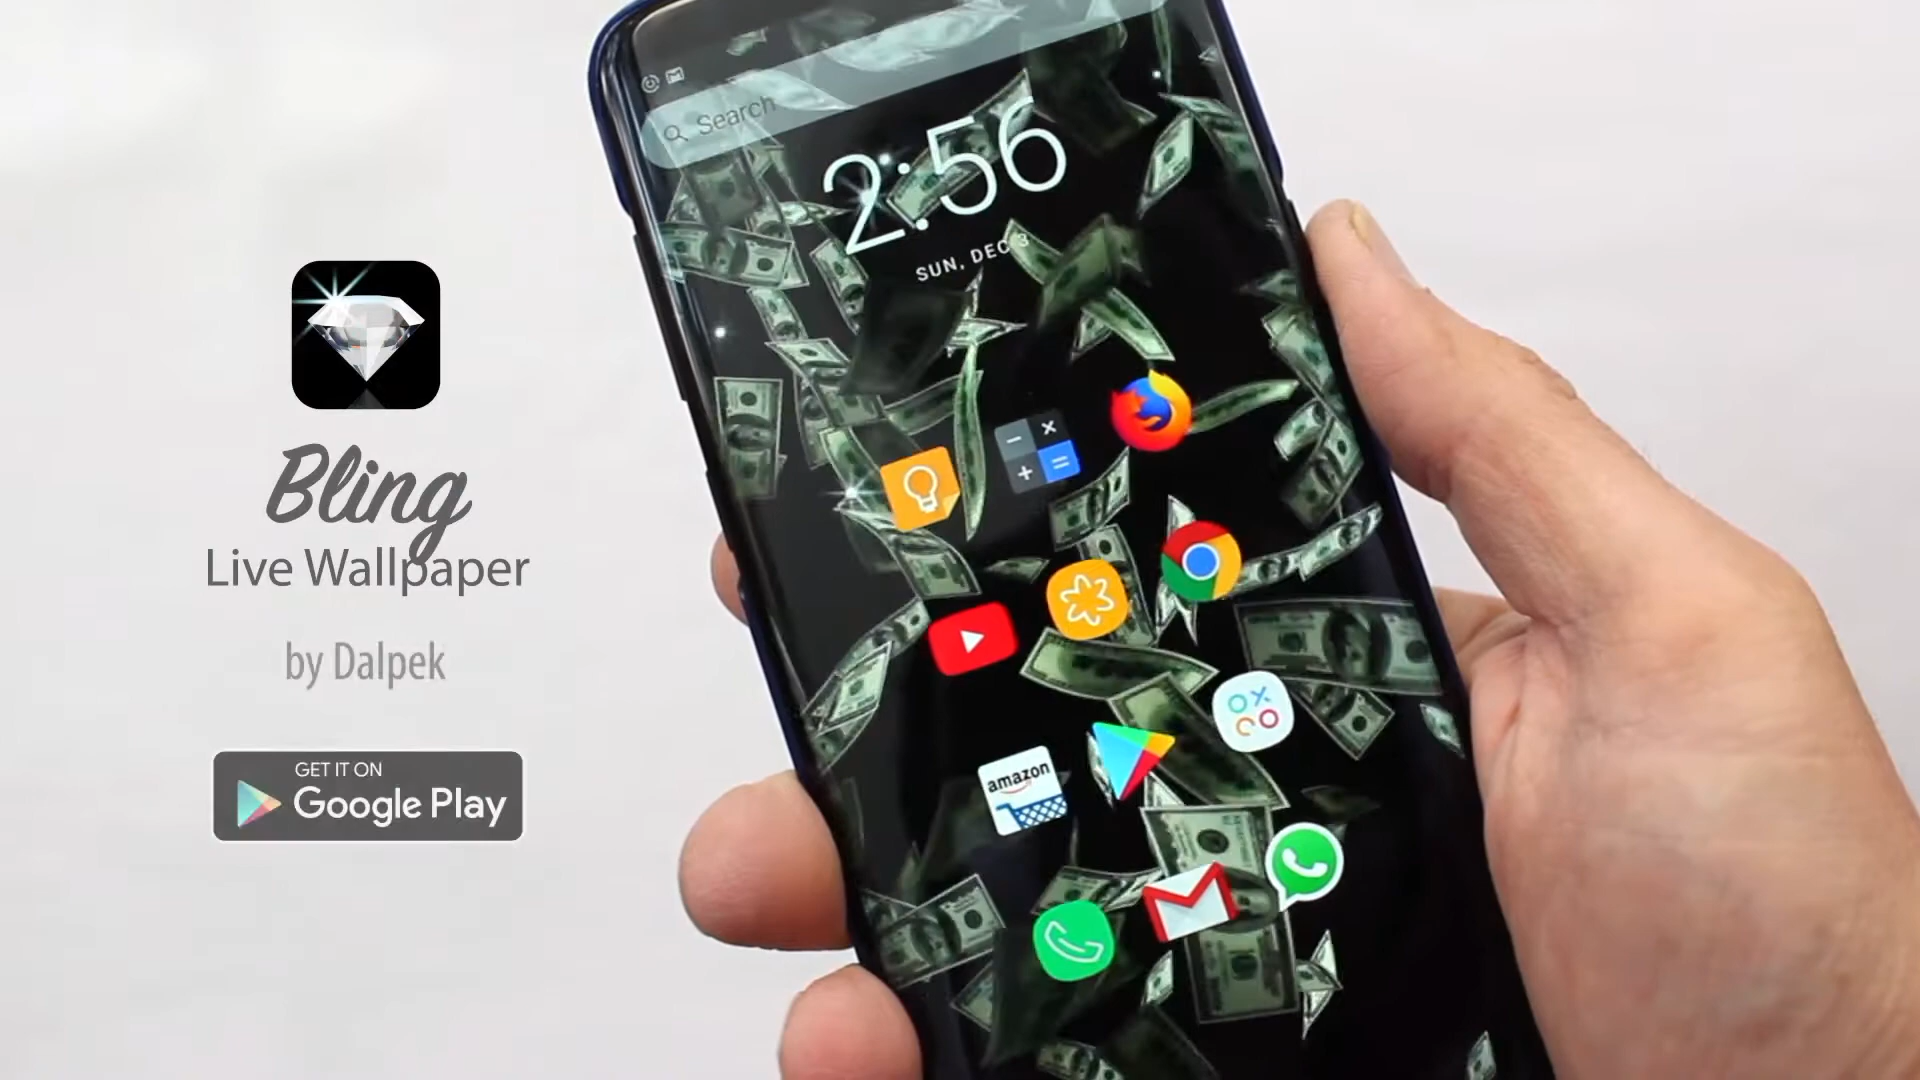 Bling
Live Wallpaper
by Dalpek
GET IT ON
Google Play
Search
2:56
SUN, DEC 3
amazon